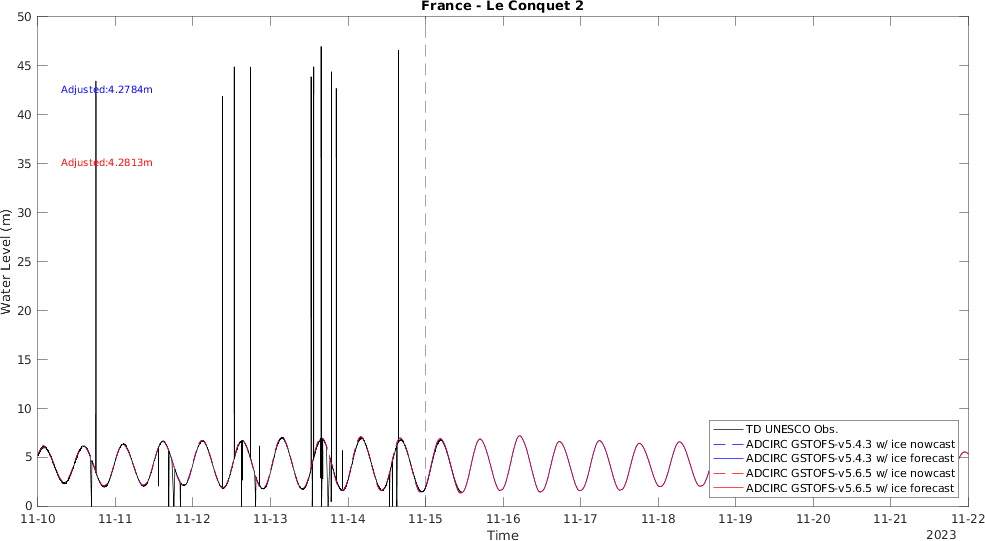 France - Le Conquet 2
50
45
40
35
30
25
20
15
10
5
0
Water Level (m)
Adjusted:4.2784m
Adjusted:4.2813m
TD UNESCO Obs.
ADCIRC GSTOFS-v5.4.3 w/ ice nowcast
ADCIRC GSTOFS-v5.4.3 w/ ice forecast
ADCIRC GSTOFS-v5.6.5 w/ ice nowcast
ADCIRC GSTOFS-v5.6.5 w/ ice forecast
11-10 11-11 11-12 11-13 11-14 11-15 11-16 11-17 11-18 11-19 11-20 11-21 11-22
Time
2023